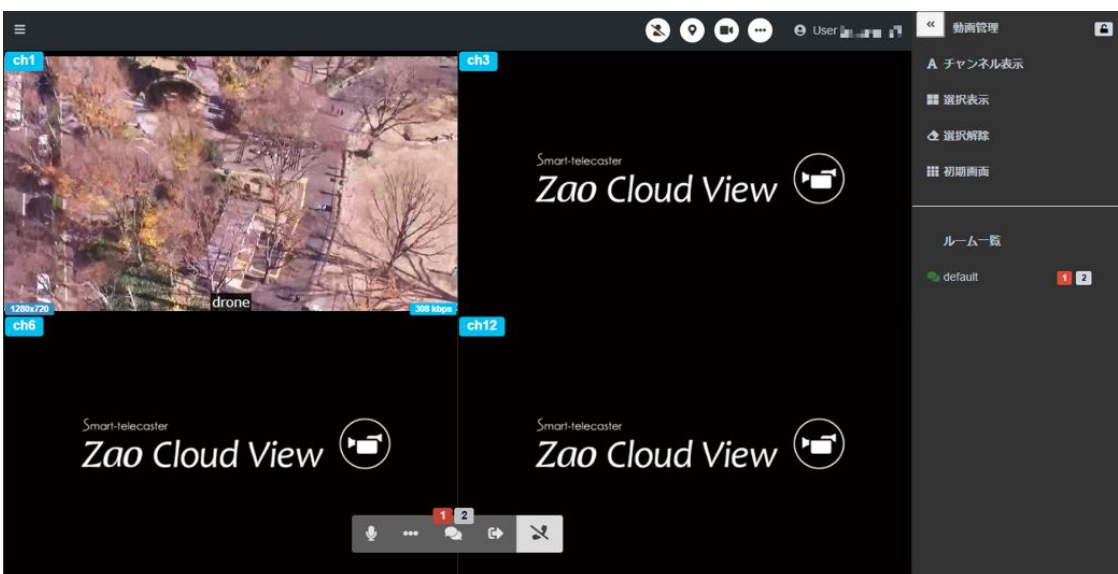 User
« 動画管理
ch1
ch3
A チャンネル表示
選択表示
選択解除
初期画面
Smart-telecaster
Zao Cloud View
ルーム一覧
default 1 2
1280x720
drone
308 kbps
ch6
ch12
Smart-telecaster
Zao Cloud View
Smart-telecaster
Zao Cloud View
1 2